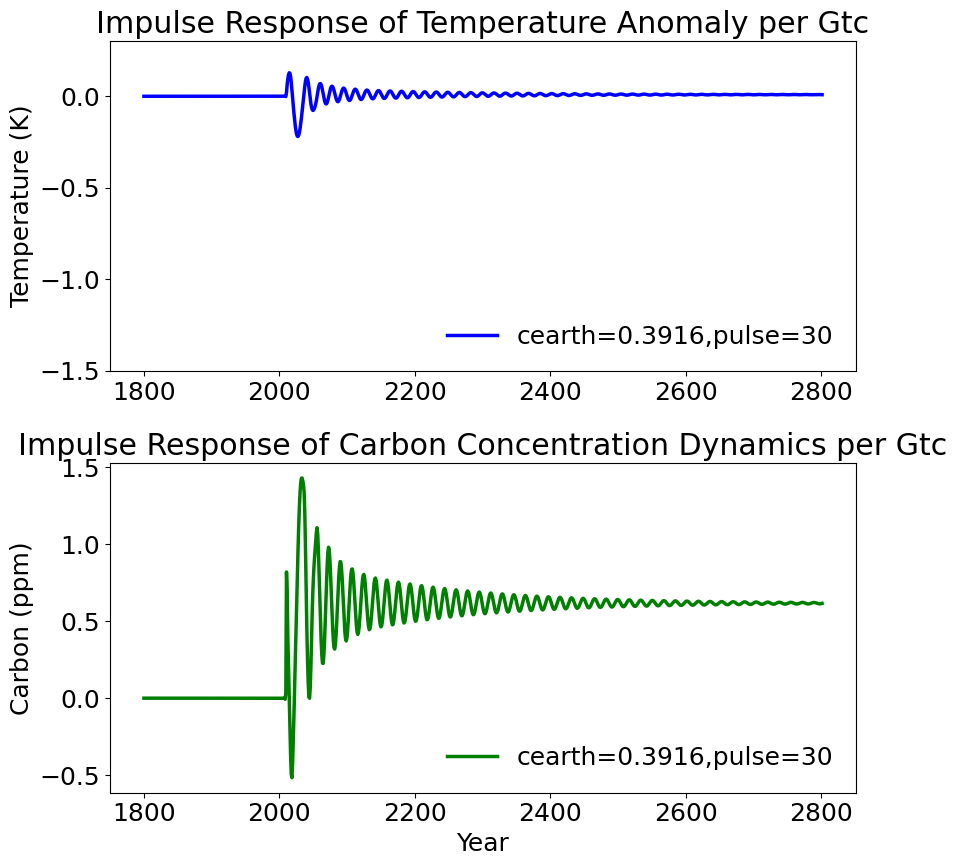 Impulse Response of Temperature Anomaly per Gtc
0.0
−0.5
−1.0
−1.5
Temperature (K)
cearth=0.3916,pulse=30
1800 2000 2200 2400 2600 2800
Impulse Response of Carbon Concentration Dynamics per Gtc
1.5
1.0
0.5
0.0
−0.5
Carbon (ppm)
cearth=0.3916,pulse=30
1800 2000 2200 2400 2600 2800
Year